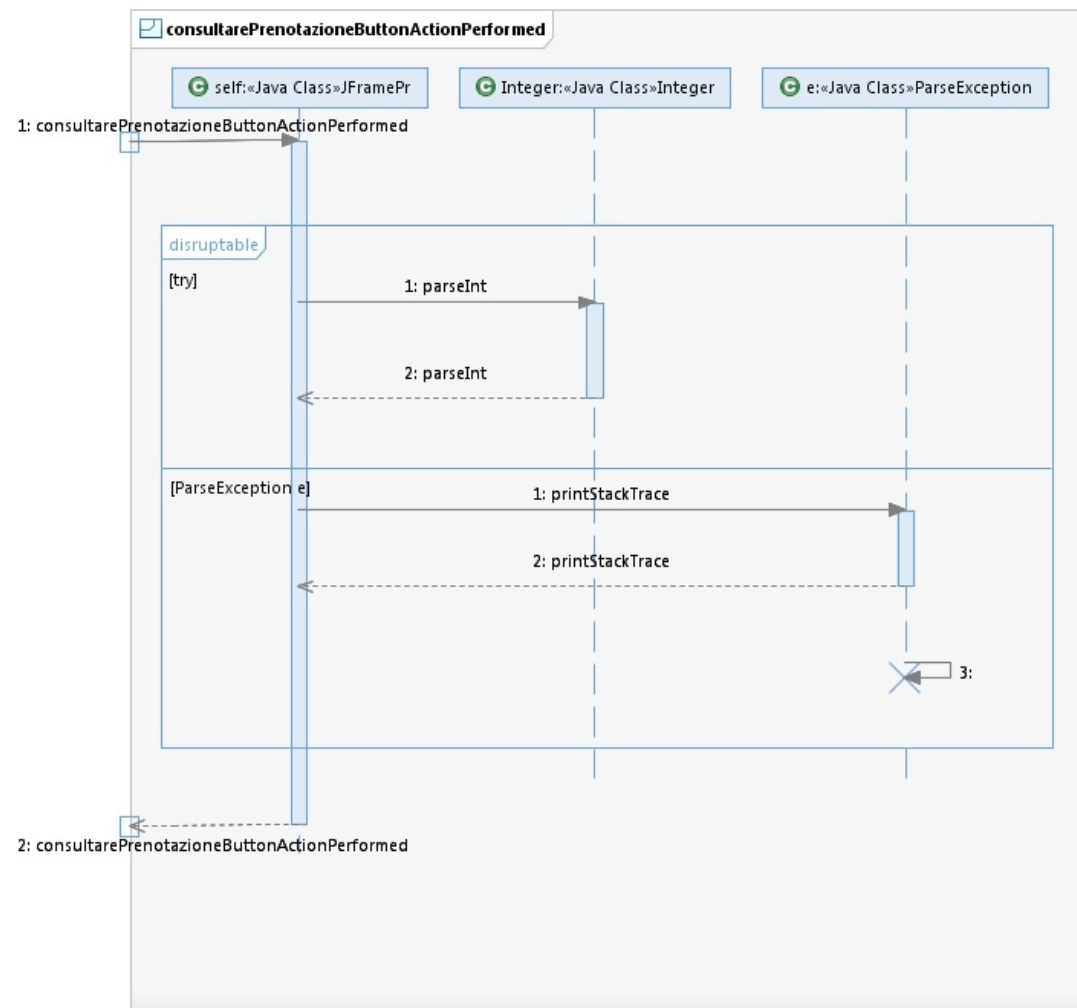 consultarePrenotazioneButtonActionPerformed
C self:«Java Class»JFramePr
C Integer:«Java Class»Integer
C e:«Java Class»ParseException
1: consultarePrenotazioneButtonActionPerformed
disruptable
[try]
1: parseInt
2: parseInt
[ParseException e]
1: printStackTrace
2: printStackTrace
3:
2: consultarePrenotazioneButtonActionPerformed